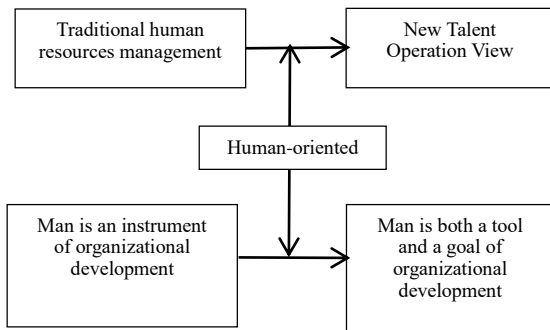 Traditional human
resources management
New Talent
Operation View
Human-oriented
Man is an instrument
of organizational
development
Man is both a tool
and a goal of
organizational
development